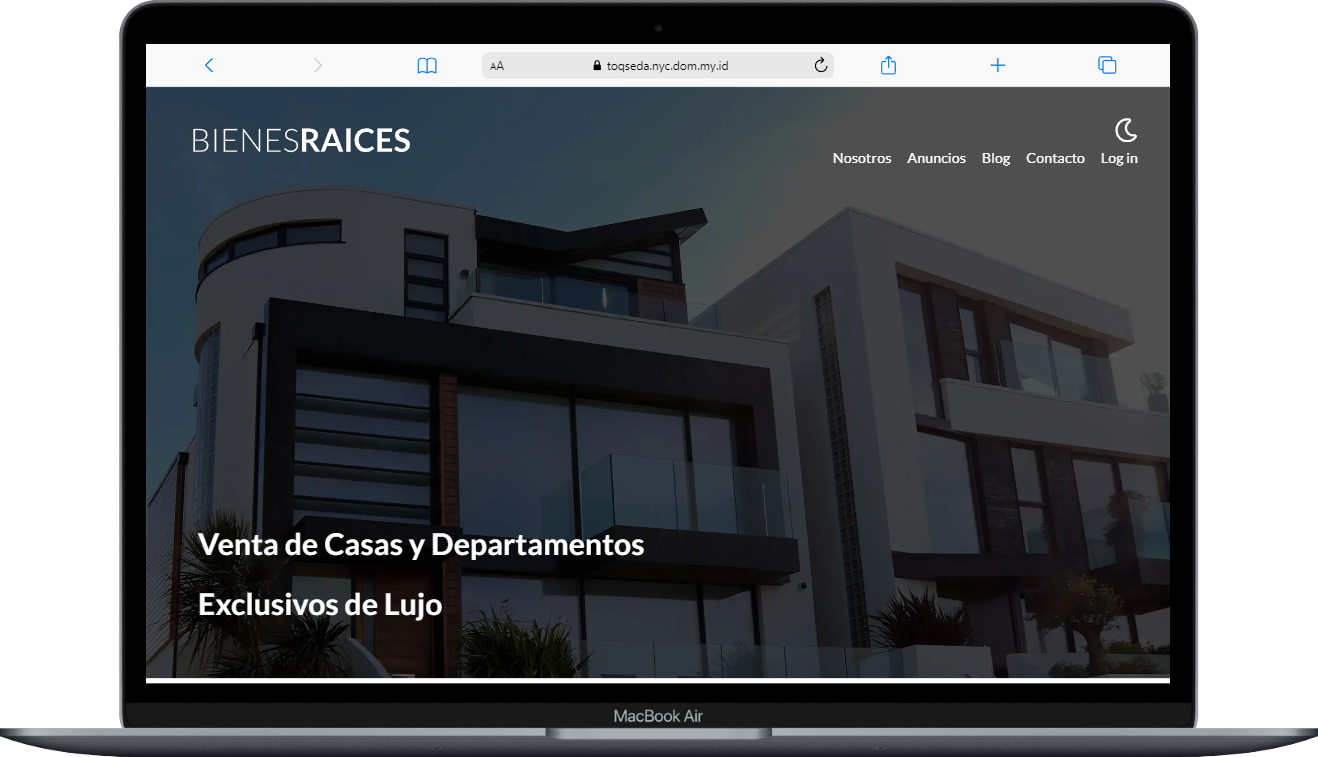 AA
toqseda.nyc.dom.my.id
BIENESRAICES
Nosotros Anuncios Blog Contacto Log in
Venta de Casas y Departamentos
Exclusivos de Lujo
MacBook Air